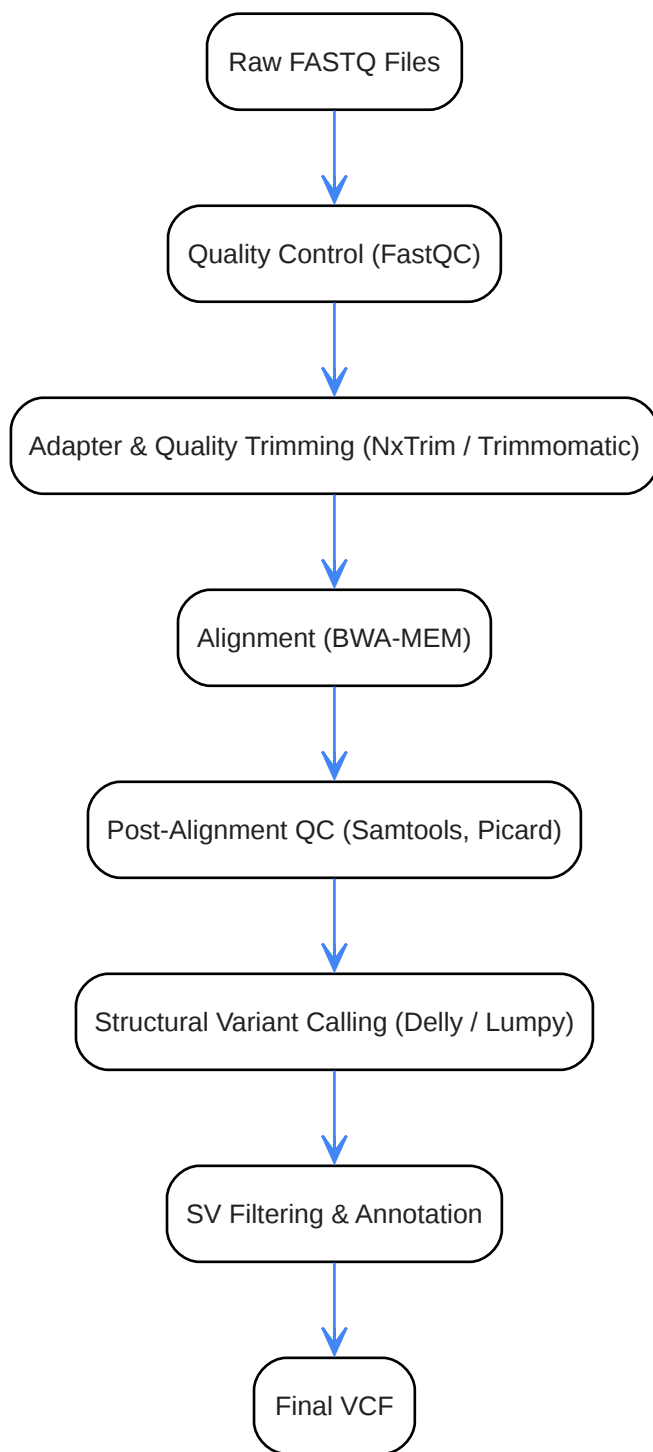 Raw FASTQ Files
Quality Control (FastQC)
Adapter & Quality Trimming (NxTrim / Trimmomatic)
Alignment (BWA-MEM)
Post-Alignment QC (Samtools, Picard)
Structural Variant Calling (Delly / Lumpy)
SV Filtering & Annotation
Final VCF